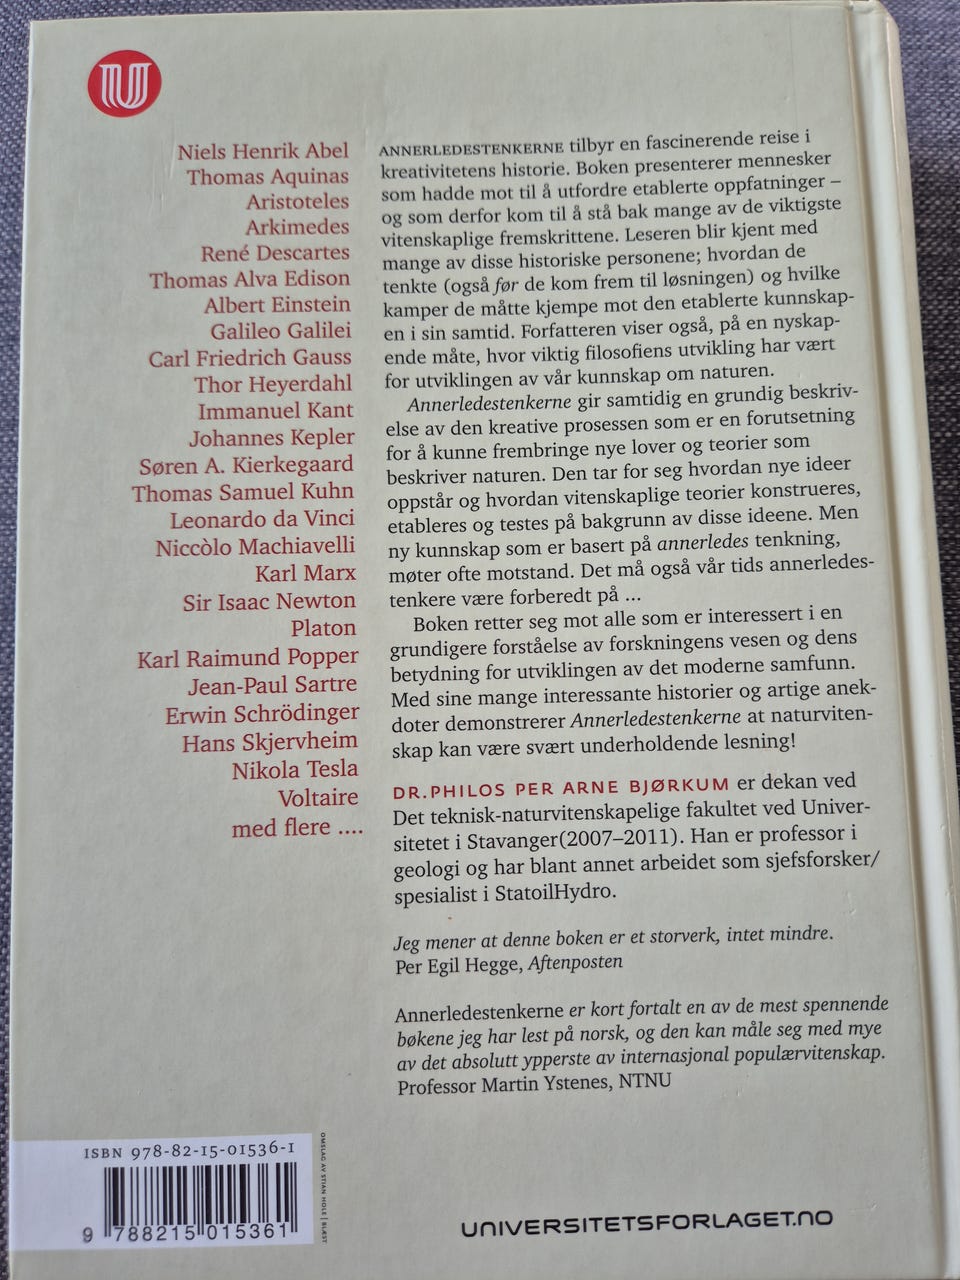 U
Niels Henrik Abel
Thomas Aquinas
Aristoteles
Arkimedes
René Descartes
Thomas Alva Edison
Albert Einstein
Galileo Galilei
Carl Friedrich Gauss
Thor Heyerdahl
Immanuel Kant
Johannes Kepler
Søren A. Kierkegaard
Thomas Samuel Kuhn
Leonardo da Vinci
Niccòlo Machiavelli
Karl Marx
Sir Isaac Newton
Platon
Karl Raimund Popper
Jean-Paul Sartre
Erwin Schrödinger
Hans Skjervheim
Nikola Tesla
Voltaire
med flere ....
ANNERLEDESTENKERNE tilbyr en fascinerende reise i
kreativitetens historie. Boken presenterer mennesker
som hadde mot til å utfordre etablerte oppfatninger –
og som derfor kom til å stå bak mange av de viktigste
vitenskaplige fremskrittene. Leseren blir kjent med
mange av disse historiske personene; hvordan de
tenkte (også før de kom frem til løsningen) og hvilke
kamper de måtte kjempe mot den etablerte kunnskap-
en i sin samtid. Forfatteren viser også, på en nyskap-
ende måte, hvor viktig filosofiens utvikling har vært
for utviklingen av vår kunnskap om naturen.
Annerledestenkerne gir samtidig en grundig beskriv-
else av den kreative prosessen som er en forutsetning
for å kunne frembringe nye lover og teorier som
beskriver naturen. Den tar for seg hvordan nye ideer
oppstår og hvordan vitenskaplige teorier konstrueres,
etableres og testes på bakgrunn av disse ideene. Men
ny kunnskap som er basert på annerledes tenkning,
møter ofte motstand. Det må også vår tids annerledes-
tenkere være forberedt på ...
Boken retter seg mot alle som er interessert i en
grundigere forståelse av forskningens vesen og dens
betydning for utviklingen av det moderne samfunn.
Med sine mange interessante historier og artige anek-
doter demonstrerer Annerledestenkerne at naturviten-
skap kan være svært underholdende lesning!
DR.PHILOS PER ARNE BJØRKUM er dekan ved
Det teknisk-naturvitenskapelige fakultet ved Univer-
sitetet i Stavanger(2007–2011). Han er professor i
geologi og har blant annet arbeidet som sjefsforsker/
spesialist i StatoilHydro.
Jeg mener at denne boken er et storverk, intet mindre.
Per Egil Hegge, Aftenposten
Annerledestenkerne er kort fortalt en av de mest spennende
bøkene jeg har lest på norsk, og den kan måle seg med mye
av det absolutt ypperste av internasjonal populærvitenskap.
Professor Martin Ystenes, NTNU
ISBN 978-82-15-01536-1
9 788215 015361
OMSLAG AV STIAN HOLE | BLÆST
UNIVERSITETSFORLAGET.NO